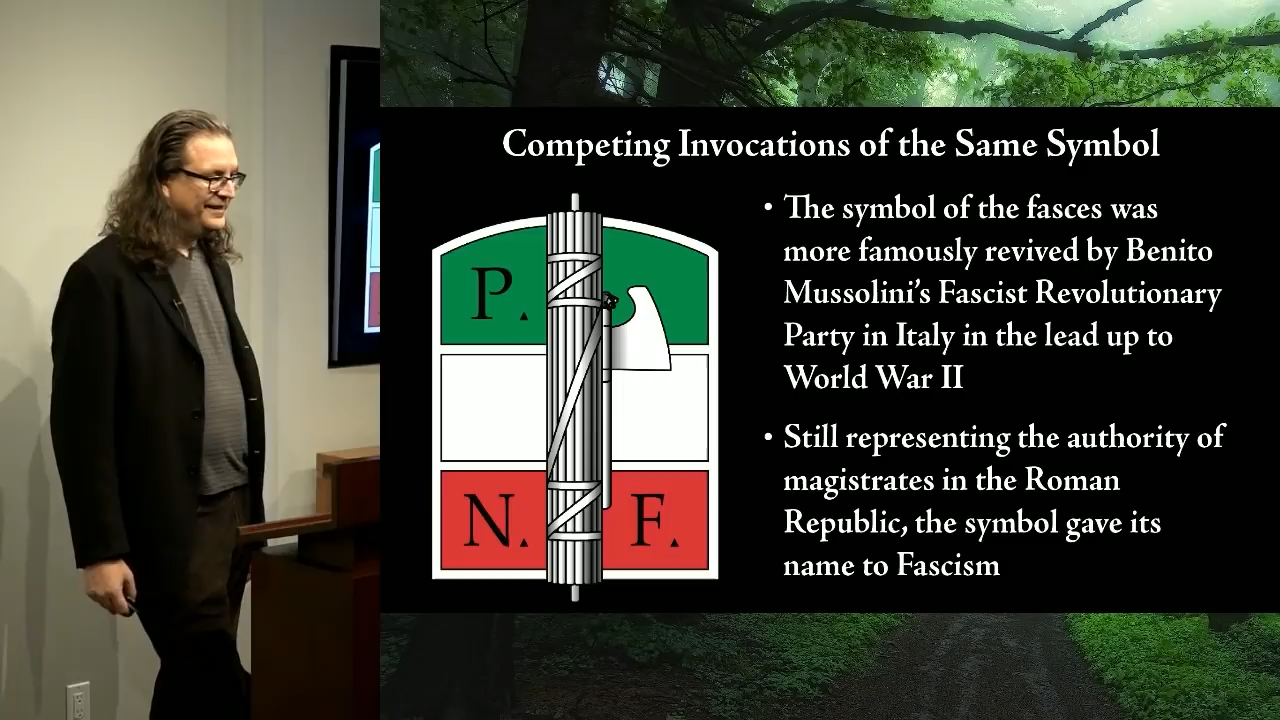 Competing Invocations of the Same Symbol
P.
N. F.
• The symbol of the fasces was
more famously revived by Benito
Mussolini’s Fascist Revolutionary
Party in Italy in the lead up to
World War II
• Still representing the authority of
magistrates in the Roman
Republic, the symbol gave its
name to Fascism